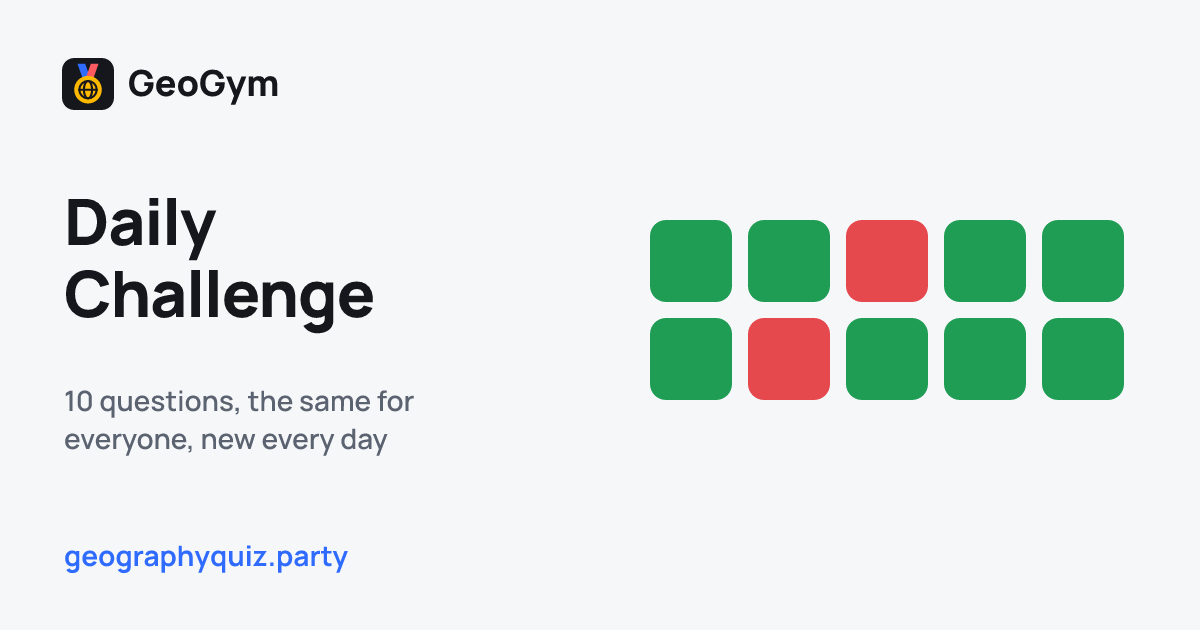 GeoGym
Daily
Challenge
10 questions, the same for
everyone, new every day
geographyquiz.party